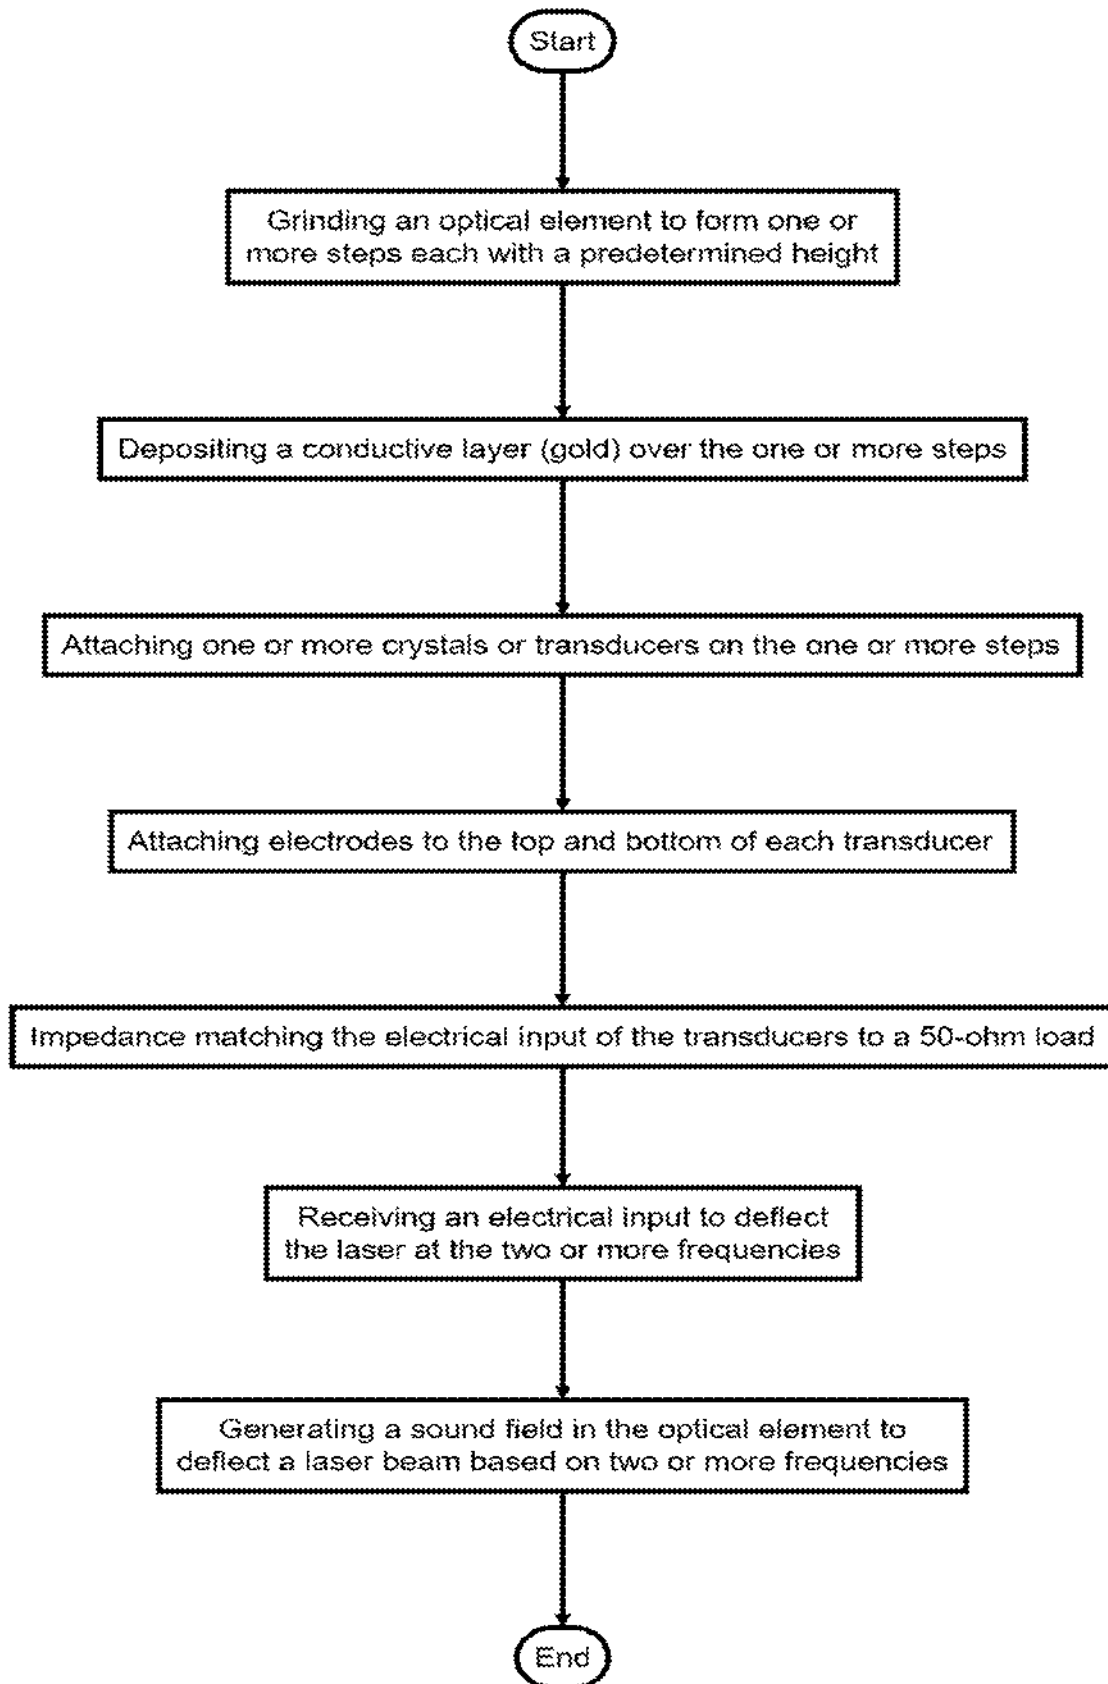 Start
Grinding an optical element to form one or
more steps each with a predetermined height
Depositing a conductive layer (gold) over the one or more steps
Attaching one or more crystals or transducers on the one or more steps
Attaching electrodes to the top and bottom of each transducer
Impedance matching the electrical input of the transducers to a 50-ohm load
Receiving an electrical input to deflect
the laser at the two or more frequencies
Generating a sound field in the optical element to
deflect a laser beam based on two or more frequencies
End